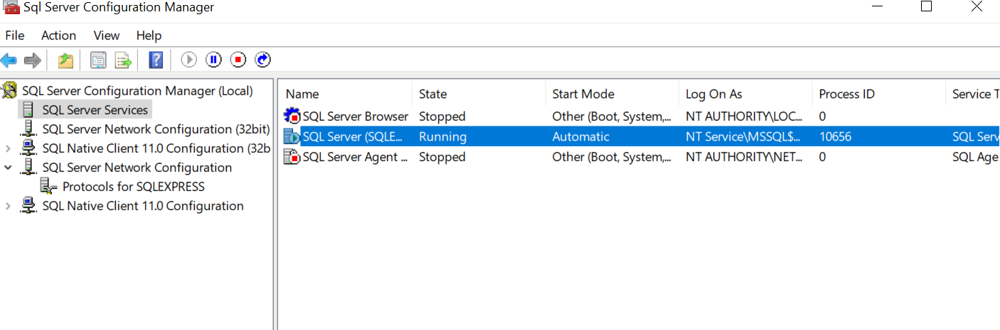 Sql Server Configuration Manager
File Action View Help
SQL Server Configuration Manager (Local)
SQL Server Services
SQL Server Network Configuration (32bit)
SQL Native Client 11.0 Configuration (32b
SQL Server Network Configuration
Protocols for SQLEXPRESS
SQL Native Client 11.0 Configuration
Name State Start Mode Log On As Process ID Service T
SQL Server Browser Stopped Other (Boot, System,... NT AUTHORITY\LOC... 0
SQL Server (SQLE... Running Automatic NT Service\MSSQL$... 10656 SQL Serv
SQL Server Agent ... Stopped Other (Boot, System,... NT AUTHORITY\NET... 0 SQL Age